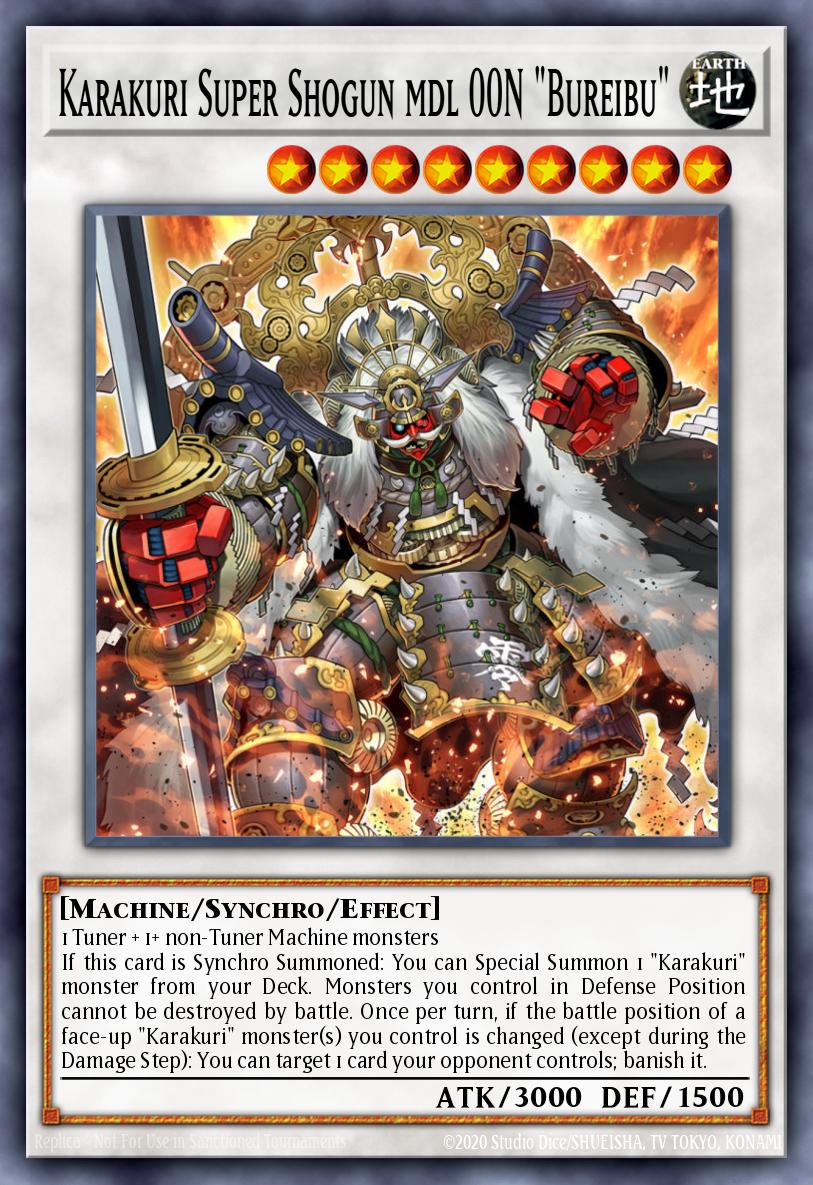 Karakuri Super Shogun mdl 00N "Bureibu"
EARTH
地
零
[Machine/Synchro/Effect]
1 Tuner + 1+ non-Tuner Machine monsters
If this card is Synchro Summoned: You can Special Summon 1 "Karakuri"
monster from your Deck. Monsters you control in Defense Position
cannot be destroyed by battle. Once per turn, if the battle position of a
face-up "Karakuri" monster(s) you control is changed (except during the
Damage Step): You can target 1 card your opponent controls; banish it.
ATK/3000 DEF/1500
Replica - Not For Use in Sanctioned Tournaments
©2020 Studio Dice/SHUEISHA, TV TOKYO, KONAMI